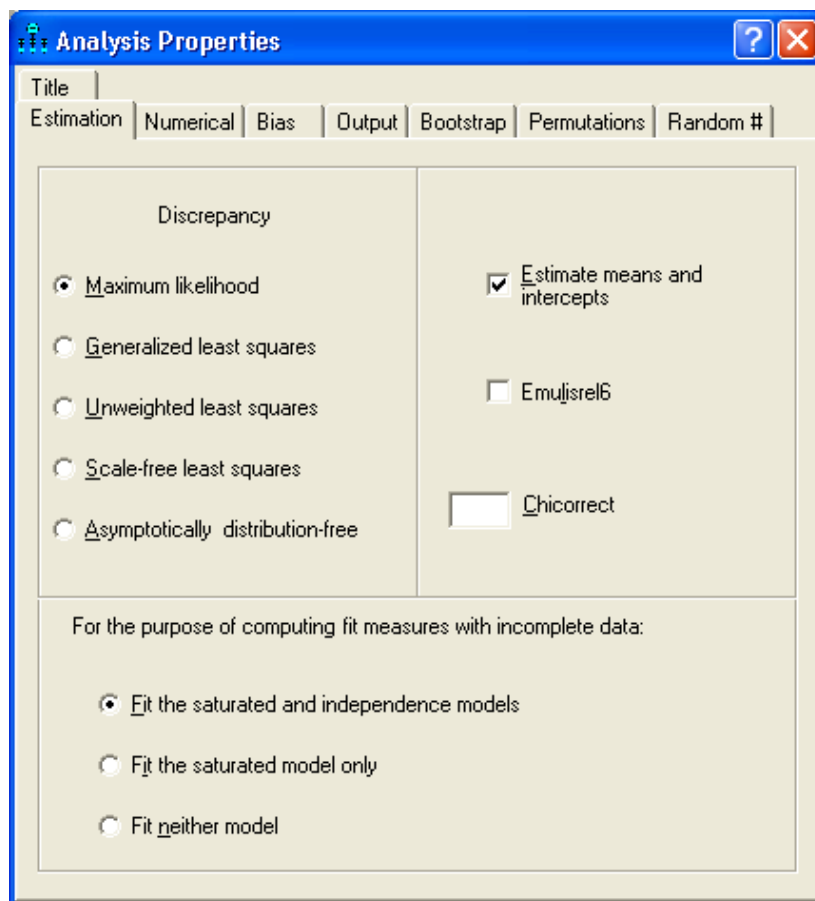 Analysis Properties
Title
Estimation Numerical Bias Output Bootstrap Permutations Random #
Discrepancy
Maximum likelihood
Generalized least squares
Unweighted least squares
Scale-free least squares
Asymptotically distribution-free
Estimate means and
intercepts
Emulisrel6
Chicorrect
For the purpose of computing fit measures with incomplete data:
Fit the saturated and independence models
Fit the saturated model only
Fit neither model